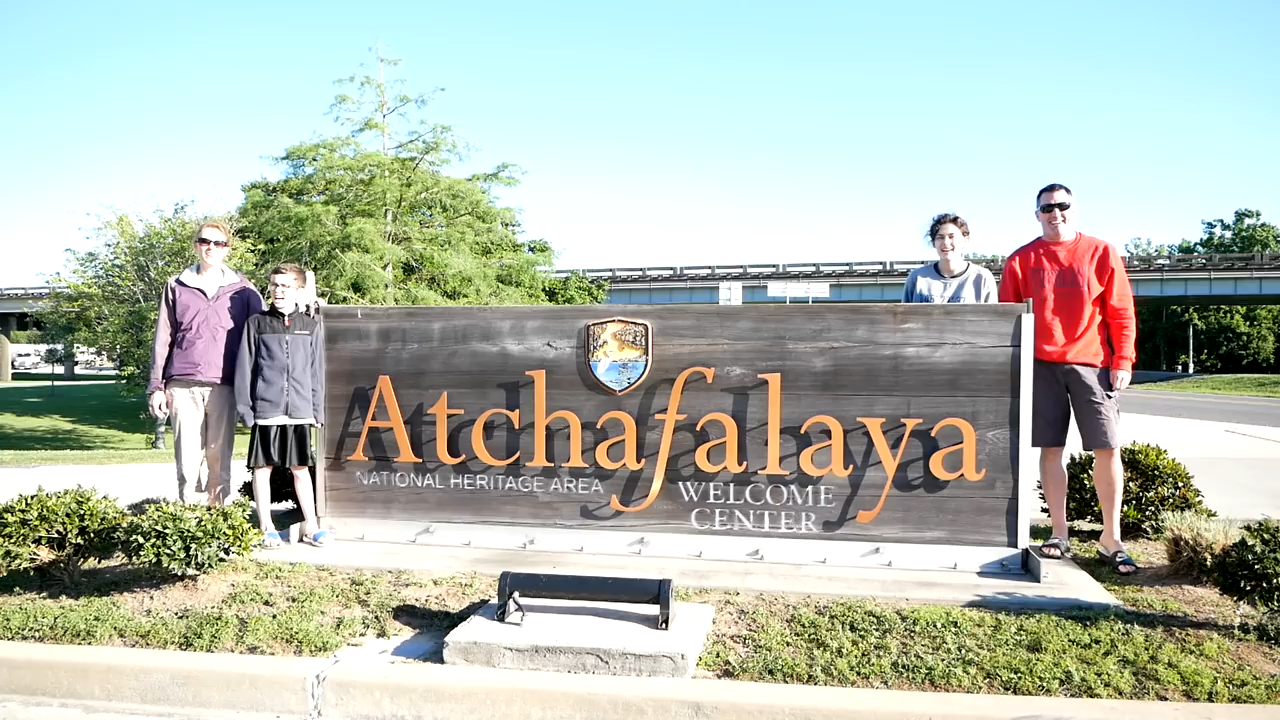 Atchafalaya
NATIONAL HERITAGE AREA
WELCOME
CENTER